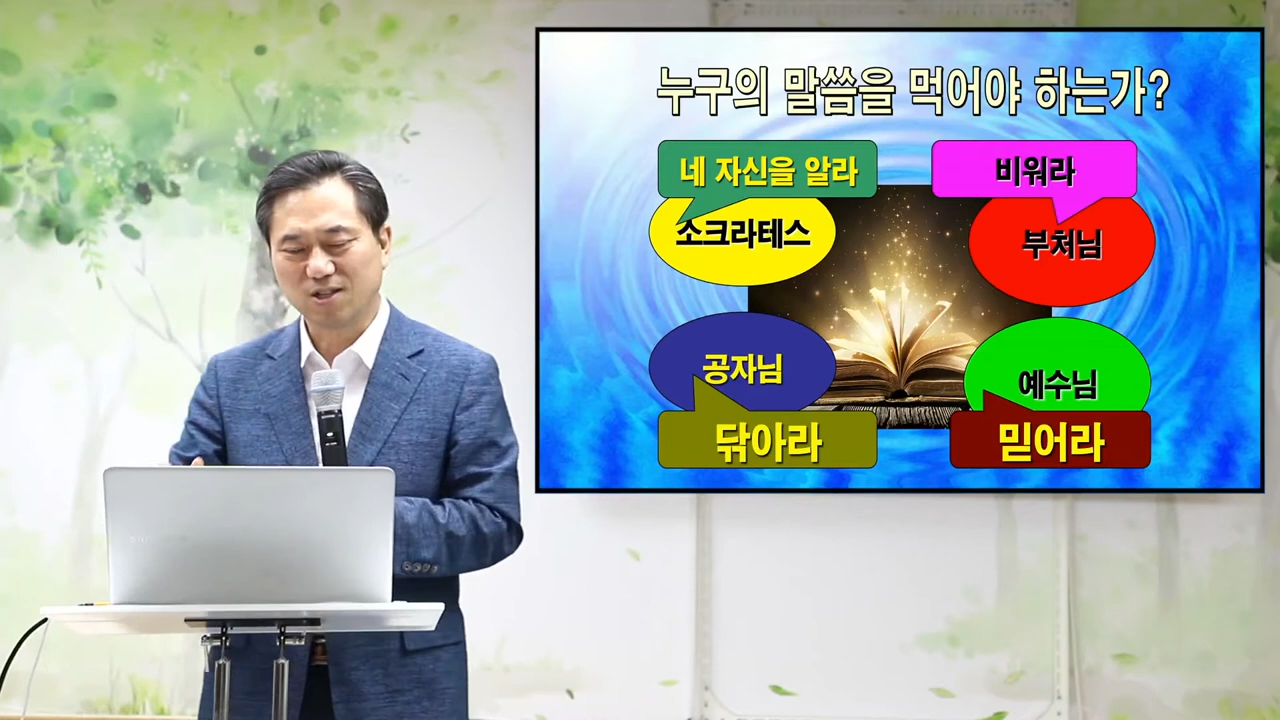 누구의 말씀을 먹어야 하는가?
네 자신을 알라
비워라
소크라테스
부처님
공자님
예수님
닦아라
믿어라